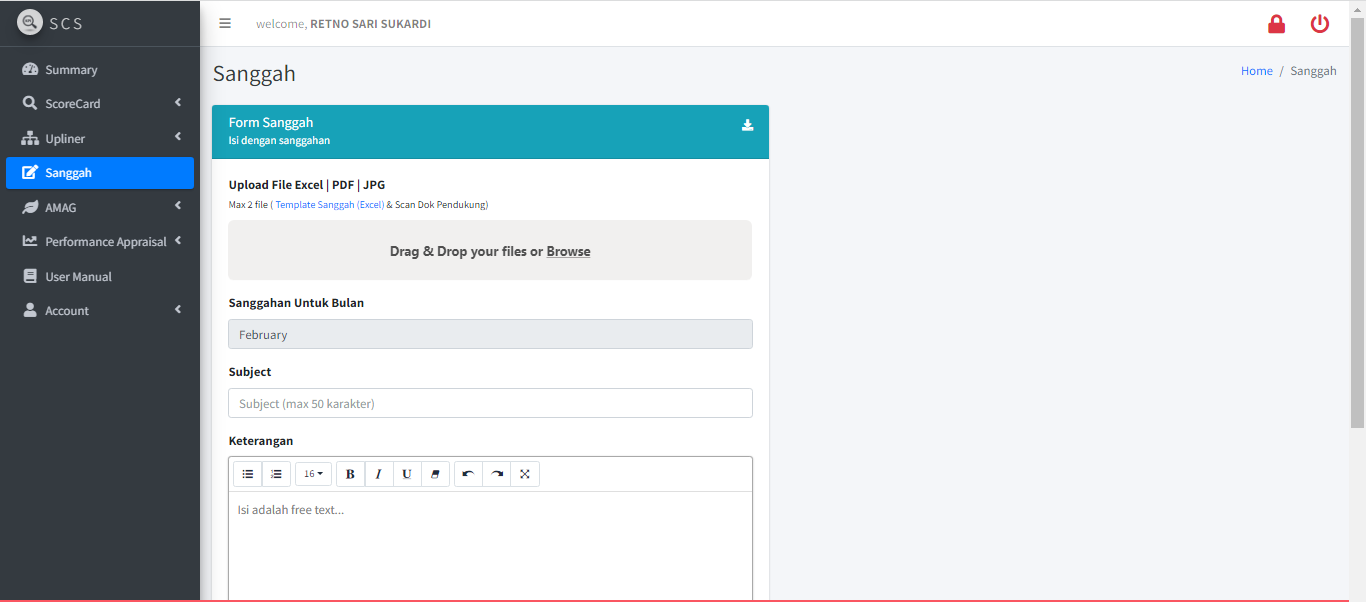 SCS
welcome, RETNO SARI SUKARDI
Summary
ScoreCard
Upliner
Sanggah
AMAG
Performance Appraisal
User Manual
Account
Sanggah
Home / Sanggah
Form Sanggah
Isi dengan sanggahan
Upload File Excel | PDF | JPG
Max 2 file ( Template Sanggah (Excel) & Scan Dok Pendukung)
Drag & Drop your files or Browse
Sanggahan Untuk Bulan
February
Subject
Subject (max 50 karakter)
Keterangan
16 B I U
Isi adalah free text...